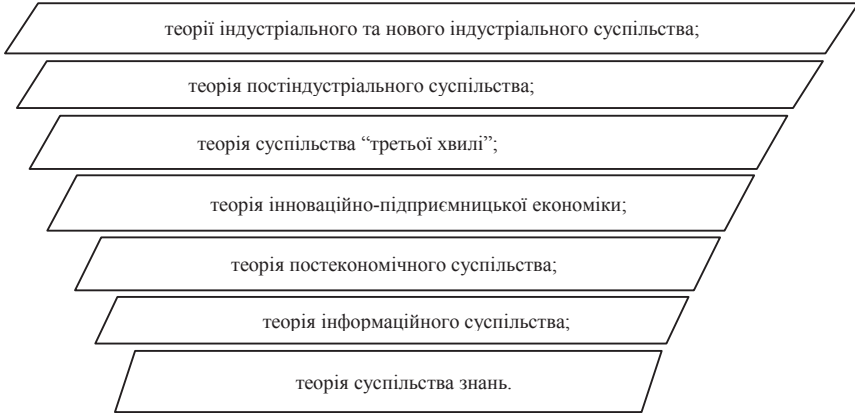 теорії індустріального та нового індустріального суспільства;
теорія постіндустріального суспільства;
теорія суспільства “третьої хвилі”;
теорія інноваційно-підприємницької економіки;
теорія постекономічного суспільства;
теорія інформаційного суспільства;
теорія суспільства знань.